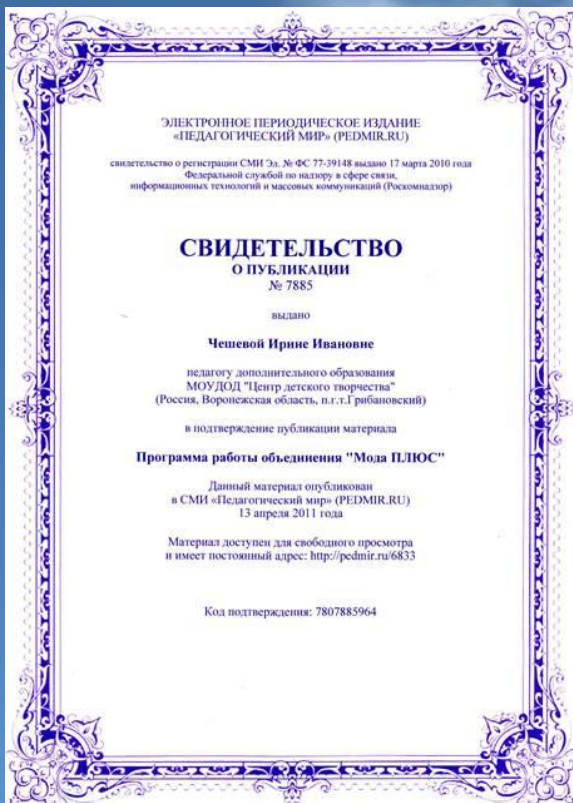 ЭЛЕКТРОННОЕ ПЕРИОДИЧЕСКОЕ ИЗДАНИЕ
«ПЕДАГОГИЧЕСКИЙ МИР» (PEDMIR.RU)
свидетельство о регистрации СМИ Эл. № ФС 77-39148 выдано 17 марта 2010 года
Федеральной службой по надзору в сфере связи,
информационных технологий и массовых коммуникаций (Роскомнадзор)
СВИДЕТЕЛЬСТВО
О ПУБЛИКАЦИИ
№ 7885
выдано
Чешевой Ирине Ивановне
педагогу дополнительного образования
МОУДОД "Центр детского творчества"
(Россия, Воронежская область, п.г.т.Грибановский)
в подтверждение публикации материала
Программа работы объединения "Мода ПЛЮС"
Данный материал опубликован
в СМИ «Педагогический мир» (PEDMIR.RU)
13 апреля 2011 года
Материал доступен для свободного просмотра
и имеет постоянный адрес: http://pedmir.ru/6833
Код подтверждения: 7807885964